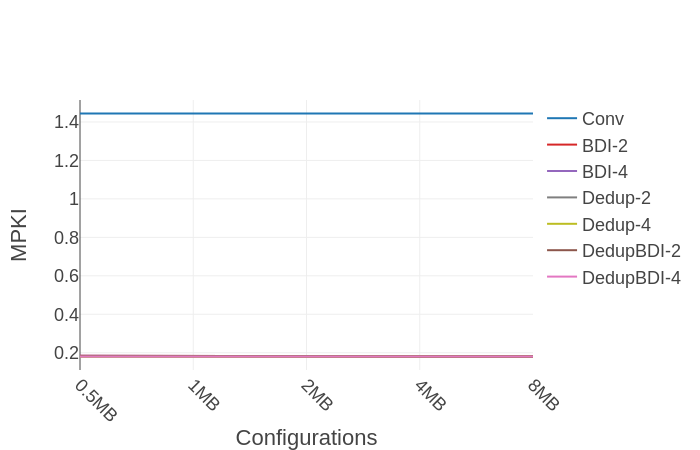 1.4
1.2
1
0.8
0.6
0.4
0.2
MPKI
0.5MB
1MB
2MB
4MB
8MB
Configurations
Conv
BDI-2
BDI-4
Dedup-2
Dedup-4
DedupBDI-2
DedupBDI-4